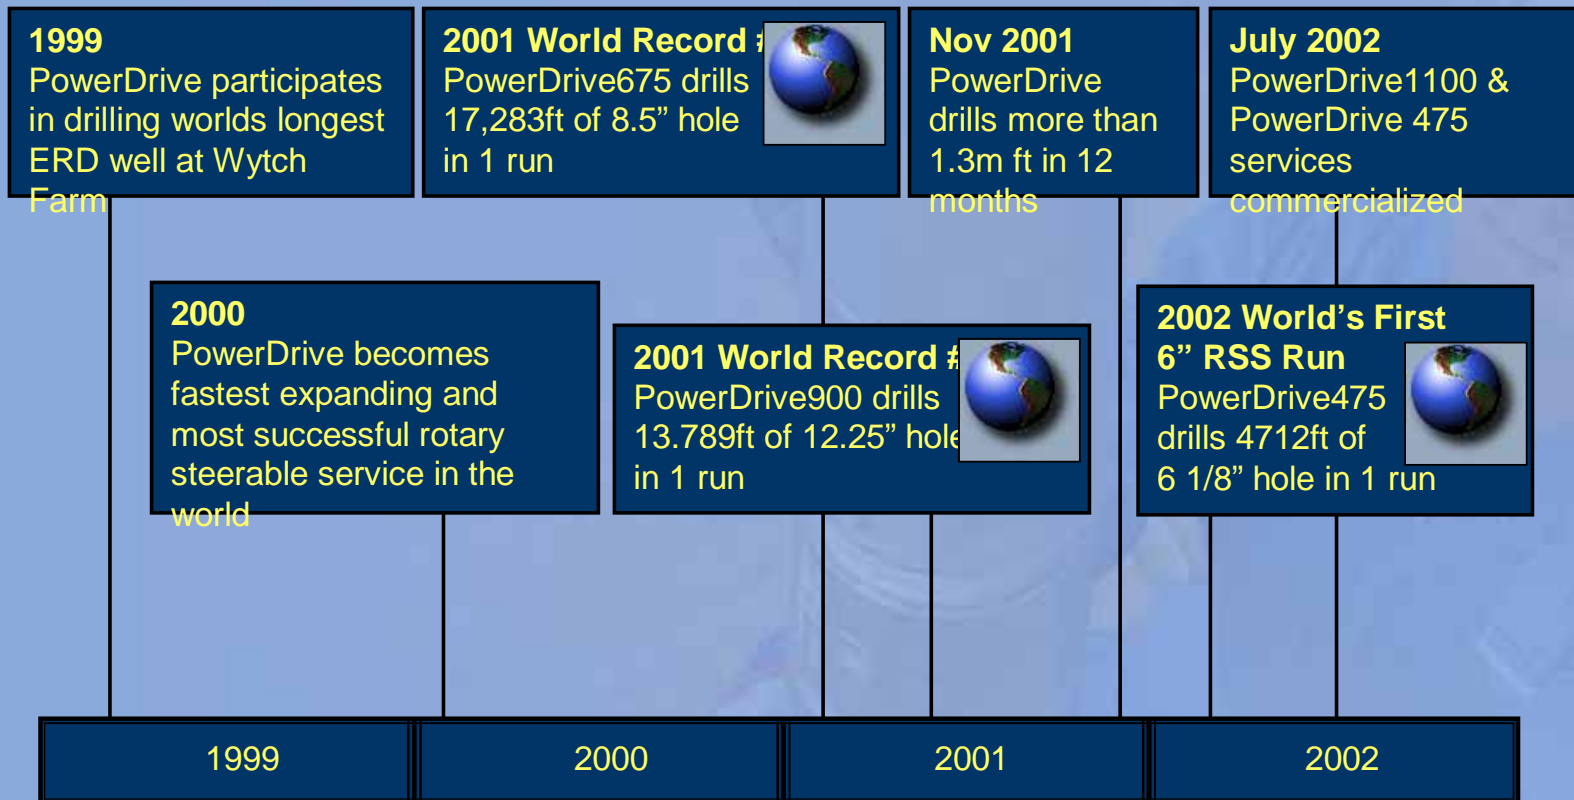 1999
PowerDrive participates
in drilling worlds longest
ERD well at Wytch
Farm
2001 World Record #
PowerDrive675 drills
17,283ft of 8.5” hole
in 1 run
Nov 2001
PowerDrive
drills more than
1.3m ft in 12
months
July 2002
PowerDrive1100 &
PowerDrive 475
services
commercialized
2000
PowerDrive becomes
fastest expanding and
most successful rotary
steerable service in the
world
2001 World Record #
PowerDrive900 drills
13.789ft of 12.25” hole
in 1 run
2002 World’s First
6” RSS Run
PowerDrive475
drills 4712ft of
6 1/8” hole in 1 run
1999
2000
2001
2002